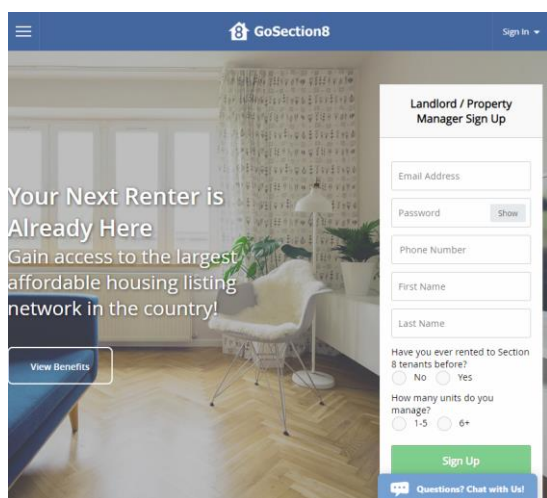 8 GoSection8
Sign In
Landlord / Property
Manager Sign Up
Your Next Renter is
Already Here
Gain access to the largest
affordable housing listing
network in the country!
View Benefits
Email Address
Password
Show
Phone Number
First Name
Last Name
Have you ever rented to Section
8 tenants before?
No Yes
How many units do you
manage?
1-5 6+
Sign Up
Questions? Chat with Us!